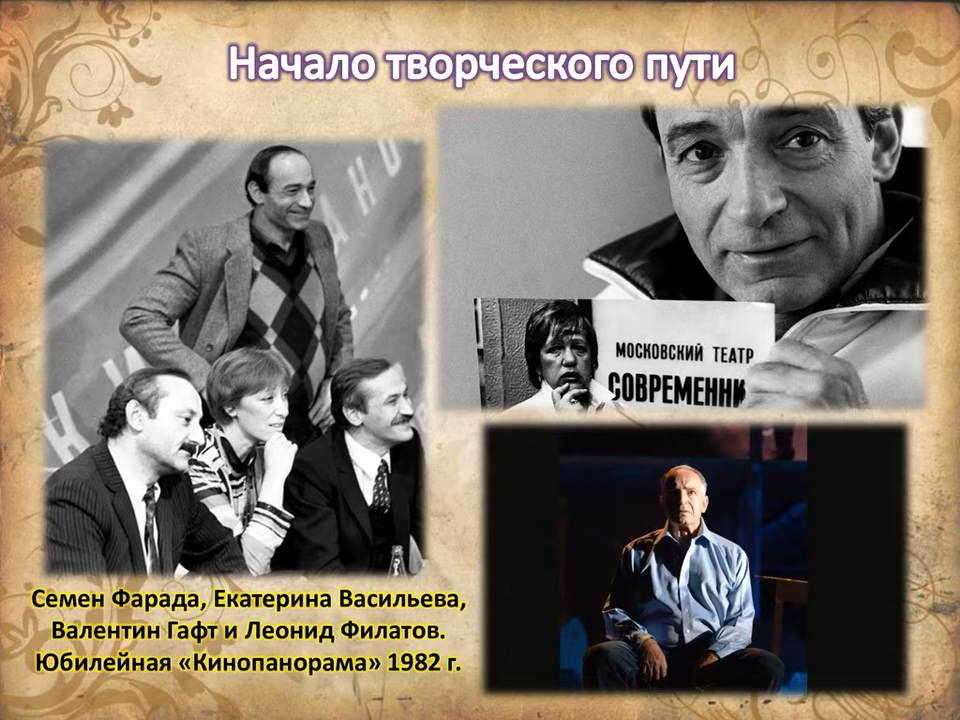 Начало творческого пути
МОСКОВСКИЙ ТЕАТР
СОВРЕМЕННИ
Семен Фарада, Екатерина Васильева,
Валентин Гафт и Леонид Филатов.
Юбилейная «Кинопанорама» 1982 г.